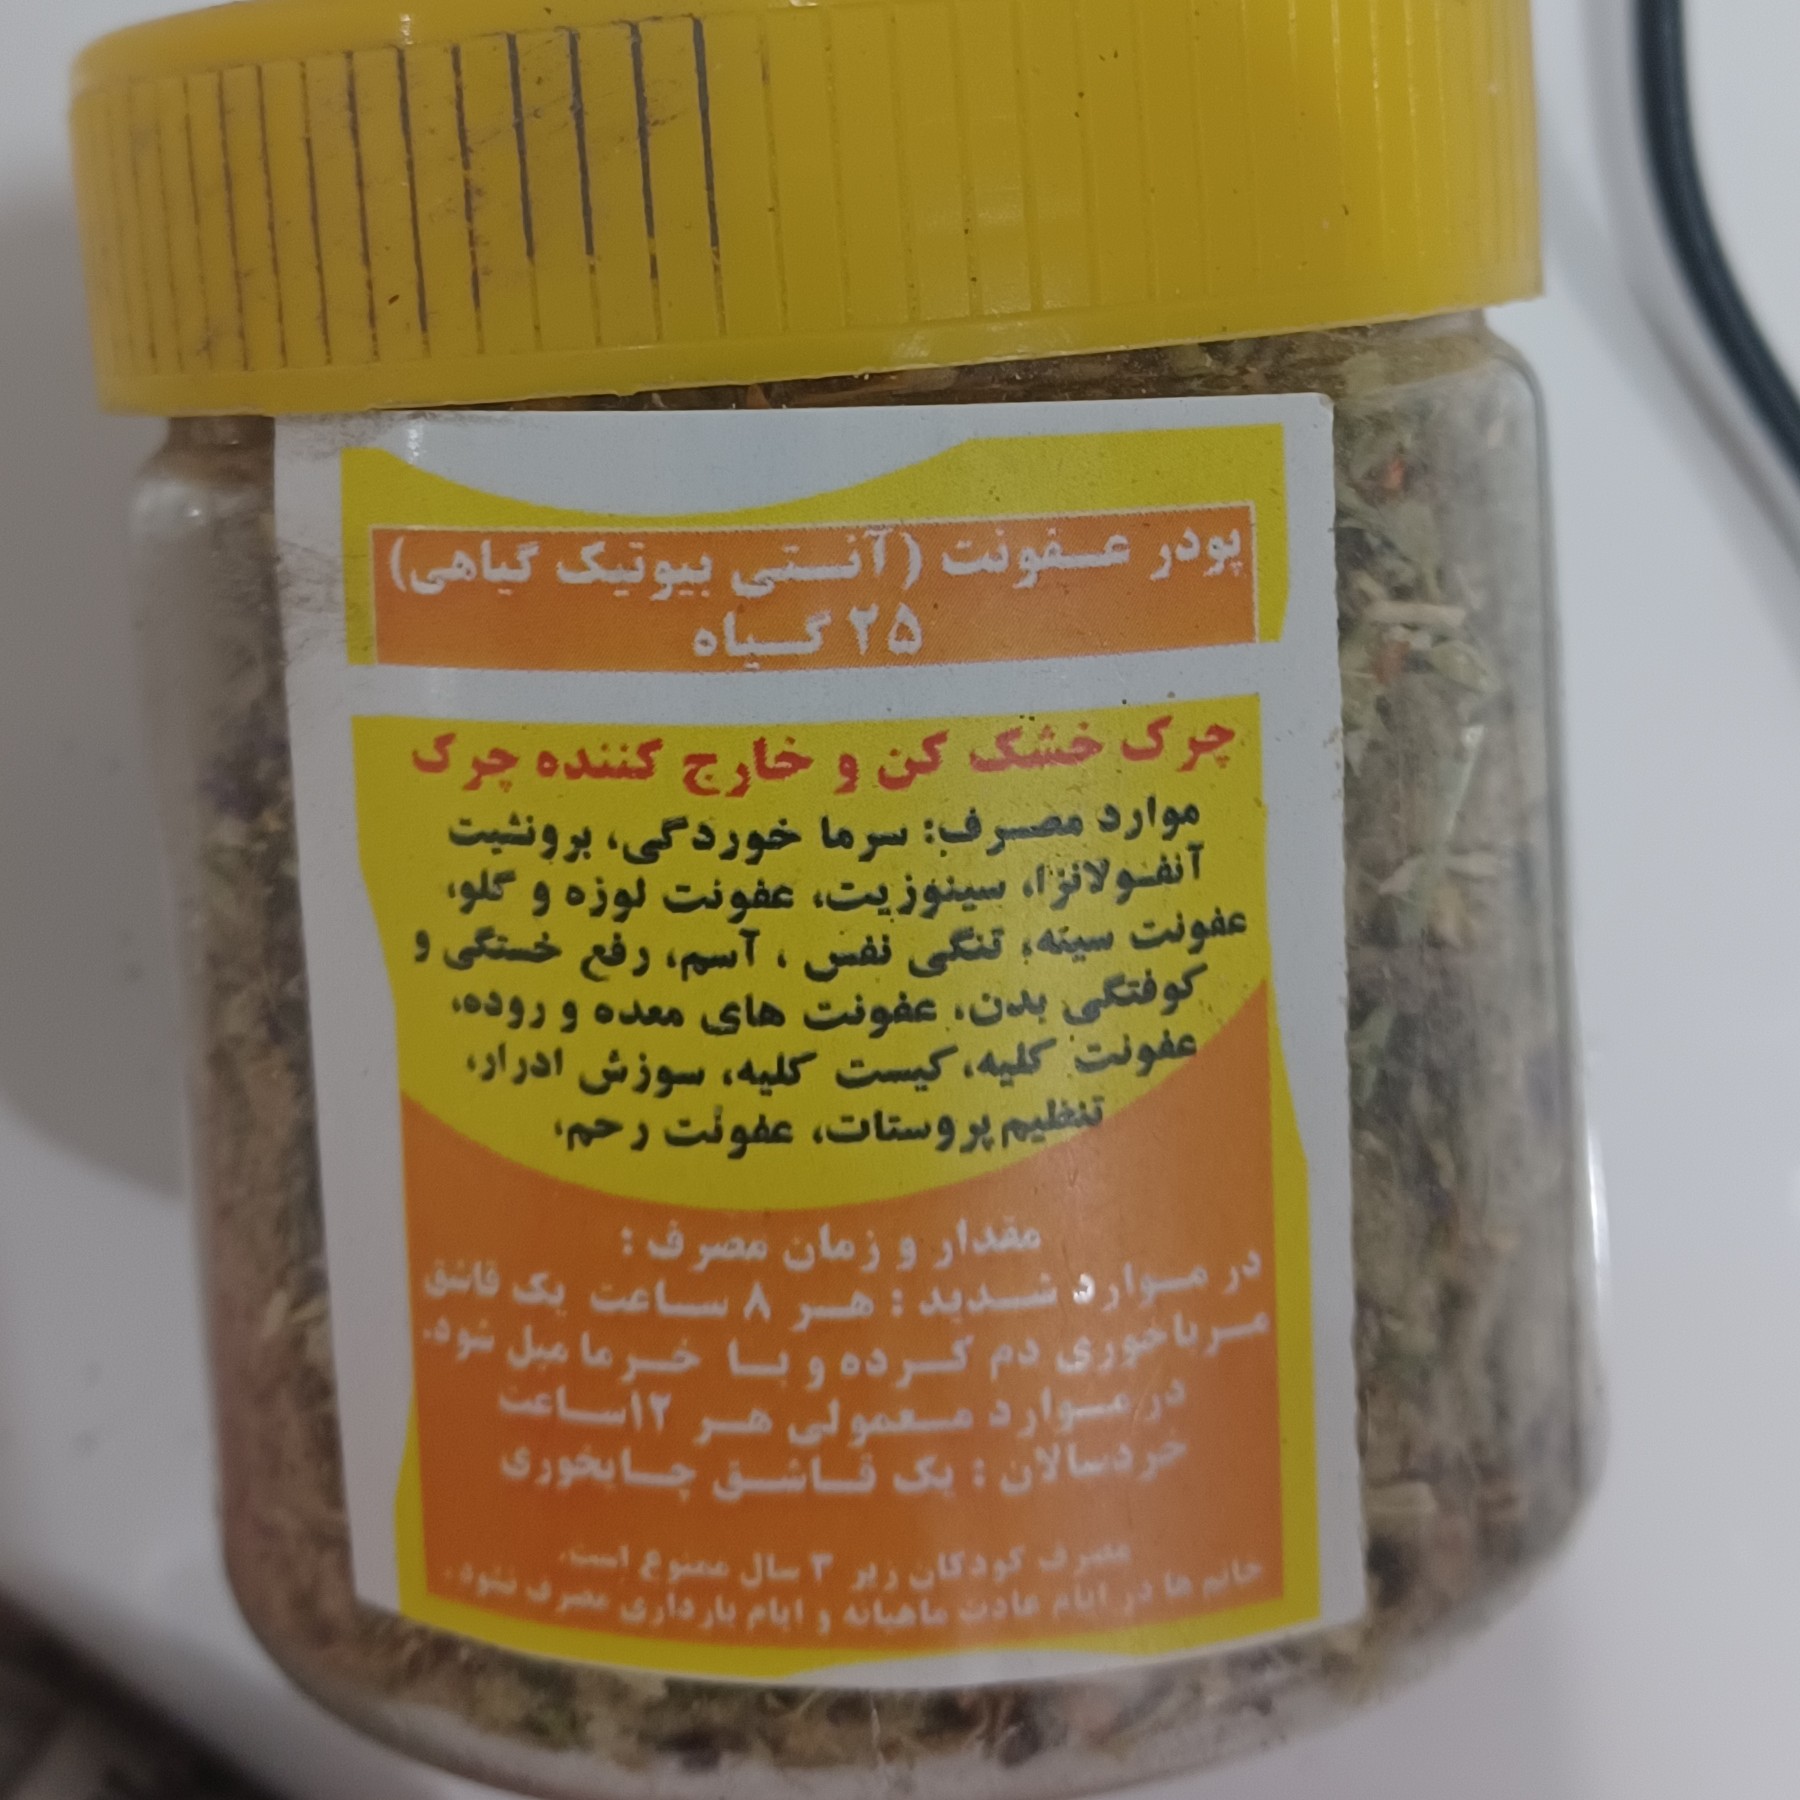 پودر عفونت (آنتی بیوتیک گیاهی)
۲۵ گیاه
چرک خشک کن و خارج کننده چرک
موارد مصرف: سرما خوردگی، برونشیت
آنفولانزا، سینوزیت، عفونت لوزه و گلو،
عفونت سینه، تنگی نفس ، آسم، رفع خستگی و
کوفتگی بدن، عفونت های معده و روده،
عفونت کلیه، کیست کلیه، سوزش ادرار،
تنظیم پروستات، عفونت رحم،
مقدار و زمان مصرف :
در موارد شدید : هر ۸ ساعت یک قاشق
مرباخوری دم کرده و با خرما میل شود.
در موارد معمولی هر ۱۲ساعت
خردسالان : یک قاشق چایخوری
مصرف کودکان زیر ۳ سال ممنوع است.
خانم ها در ایام عادت ماهیانه و ایام بارداری مصرف نشود.